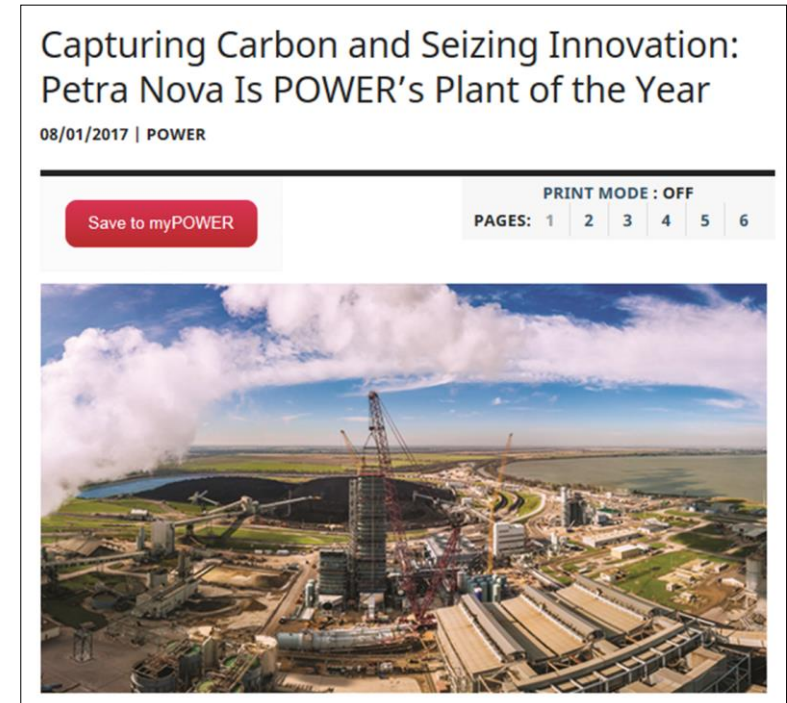 Capturing Carbon and Seizing Innovation:
Petra Nova Is POWER’s Plant of the Year
08/01/2017 | POWER
Save to myPOWER
PRINT MODE : OFF
PAGES: 1 2 3 4 5 6